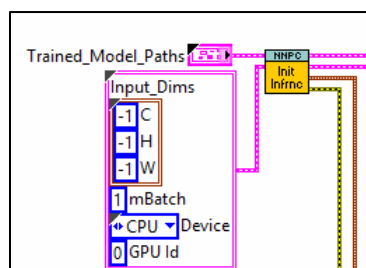 Trained_Model_Paths
NNPC
Init
Infrnc
Input_Dims
-1 C
-1 H
-1 W
1 mBatch
CPU Device
0 GPU Id